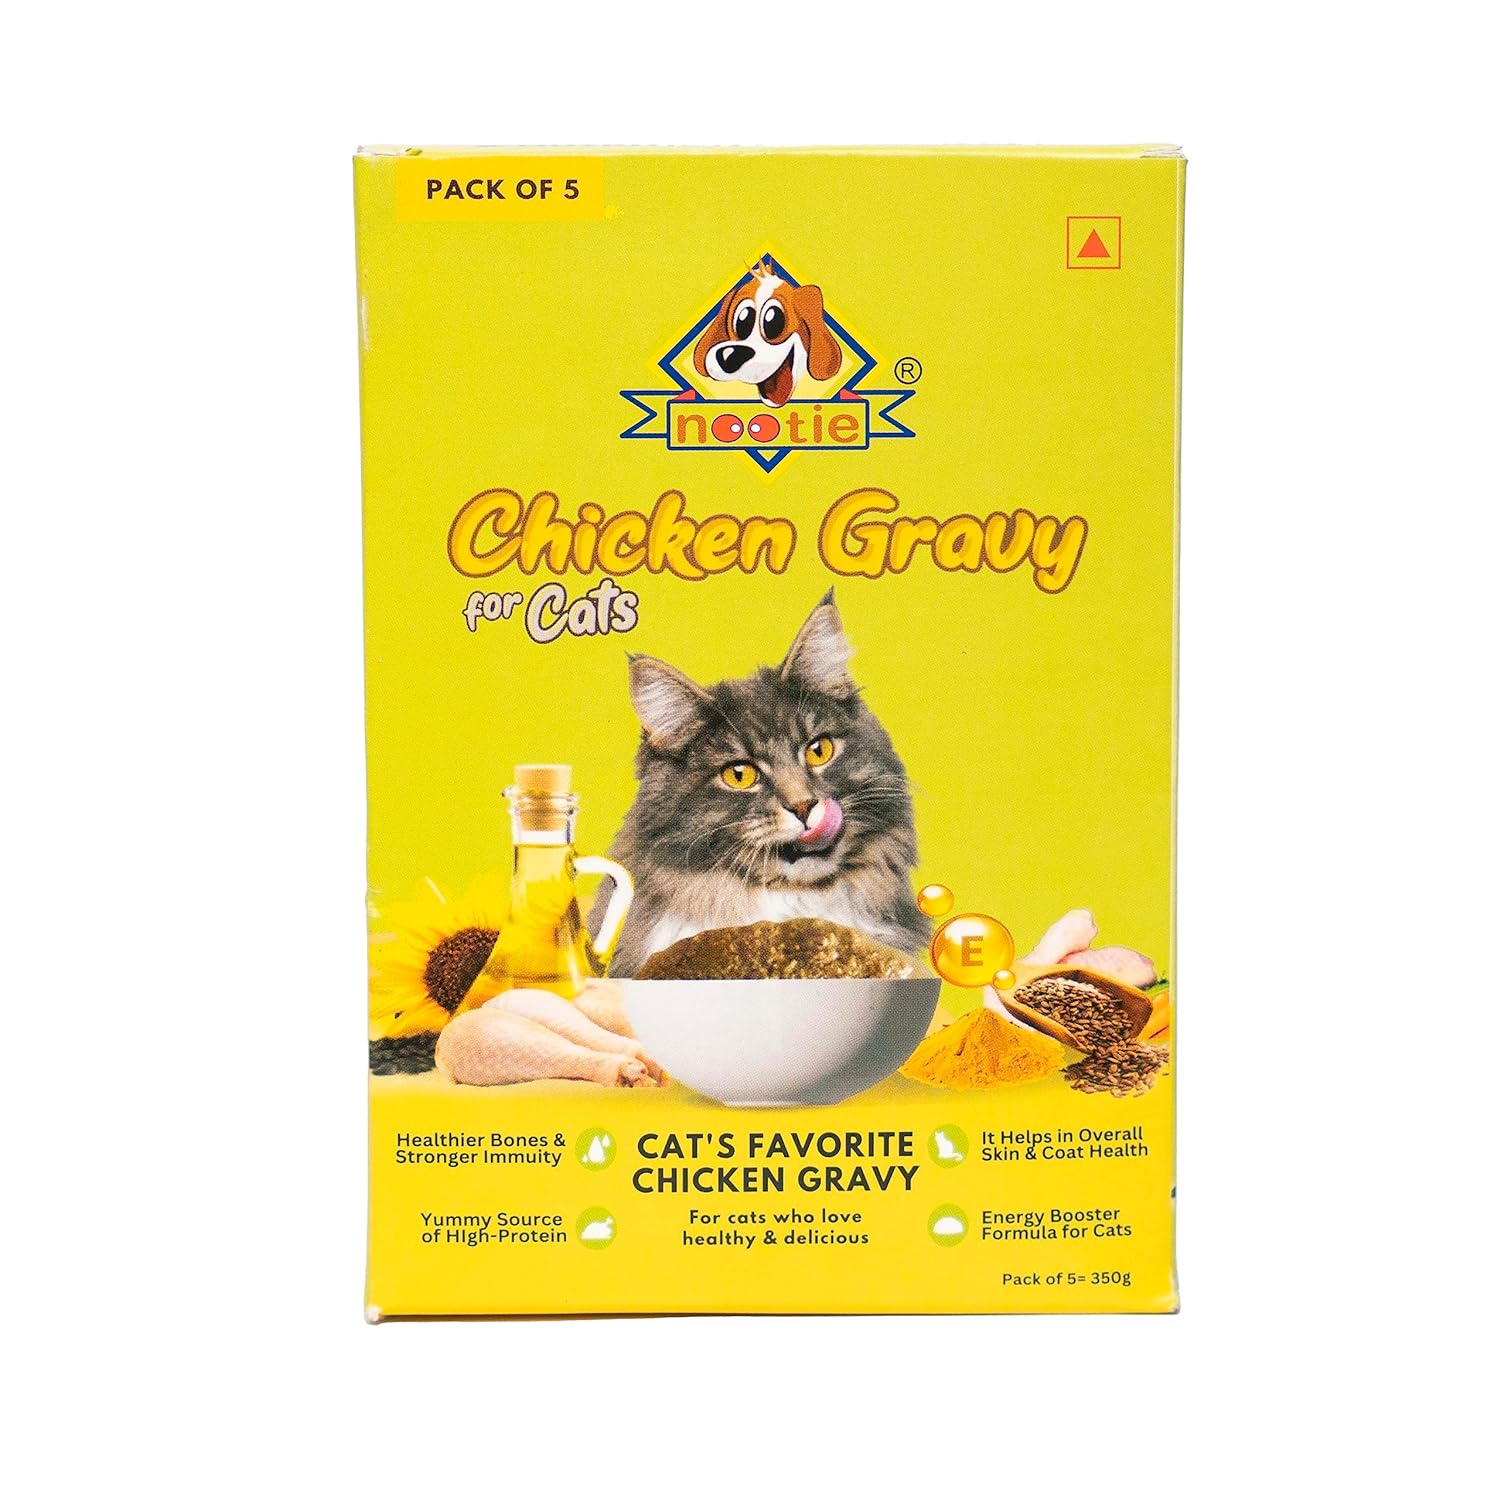 PACK OF 5
nootie
®
Chicken Gravy
for Cats
E
Healthier Bones &
Stronger Immuity
CAT'S FAVORITE
CHICKEN GRAVY
It Helps in Overall
Skin & Coat Health
Yummy Source
of HIgh-Protein
For cats who love
healthy & delicious
Energy Booster
Formula for Cats
Pack of 5= 350g